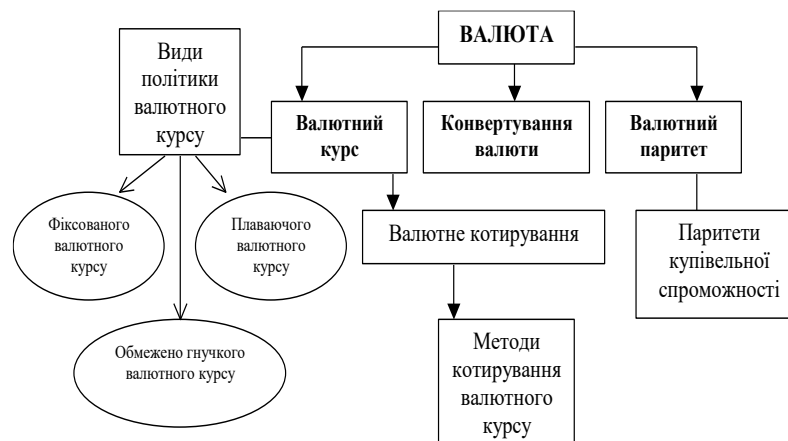 ВАЛЮТА
Види
політики
валютного
курсу
Валютний
курс
Конвертування
валюти
Валютний
паритет
Фіксованого
валютного
курсу
Плаваючого
валютного
курсу
Валютне котирування
Паритети
купівельної
спроможності
Обмежено гнучкого
валютного курсу
Методи
котирування
валютного
курсу